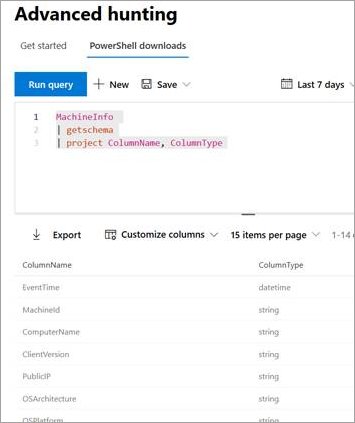 Advanced hunting
Get started PowerShell downloads
Run query New Save Last 7 days
1 MachineInfo
2 | getschema
3 | project ColumnName, ColumnType
Export Customize columns 15 items per page 1-14
ColumnName ColumnType
EventTime datetime
MachineId string
ComputerName string
ClientVersion string
PublicIP string
OSArchitecture string
OSPlatform string